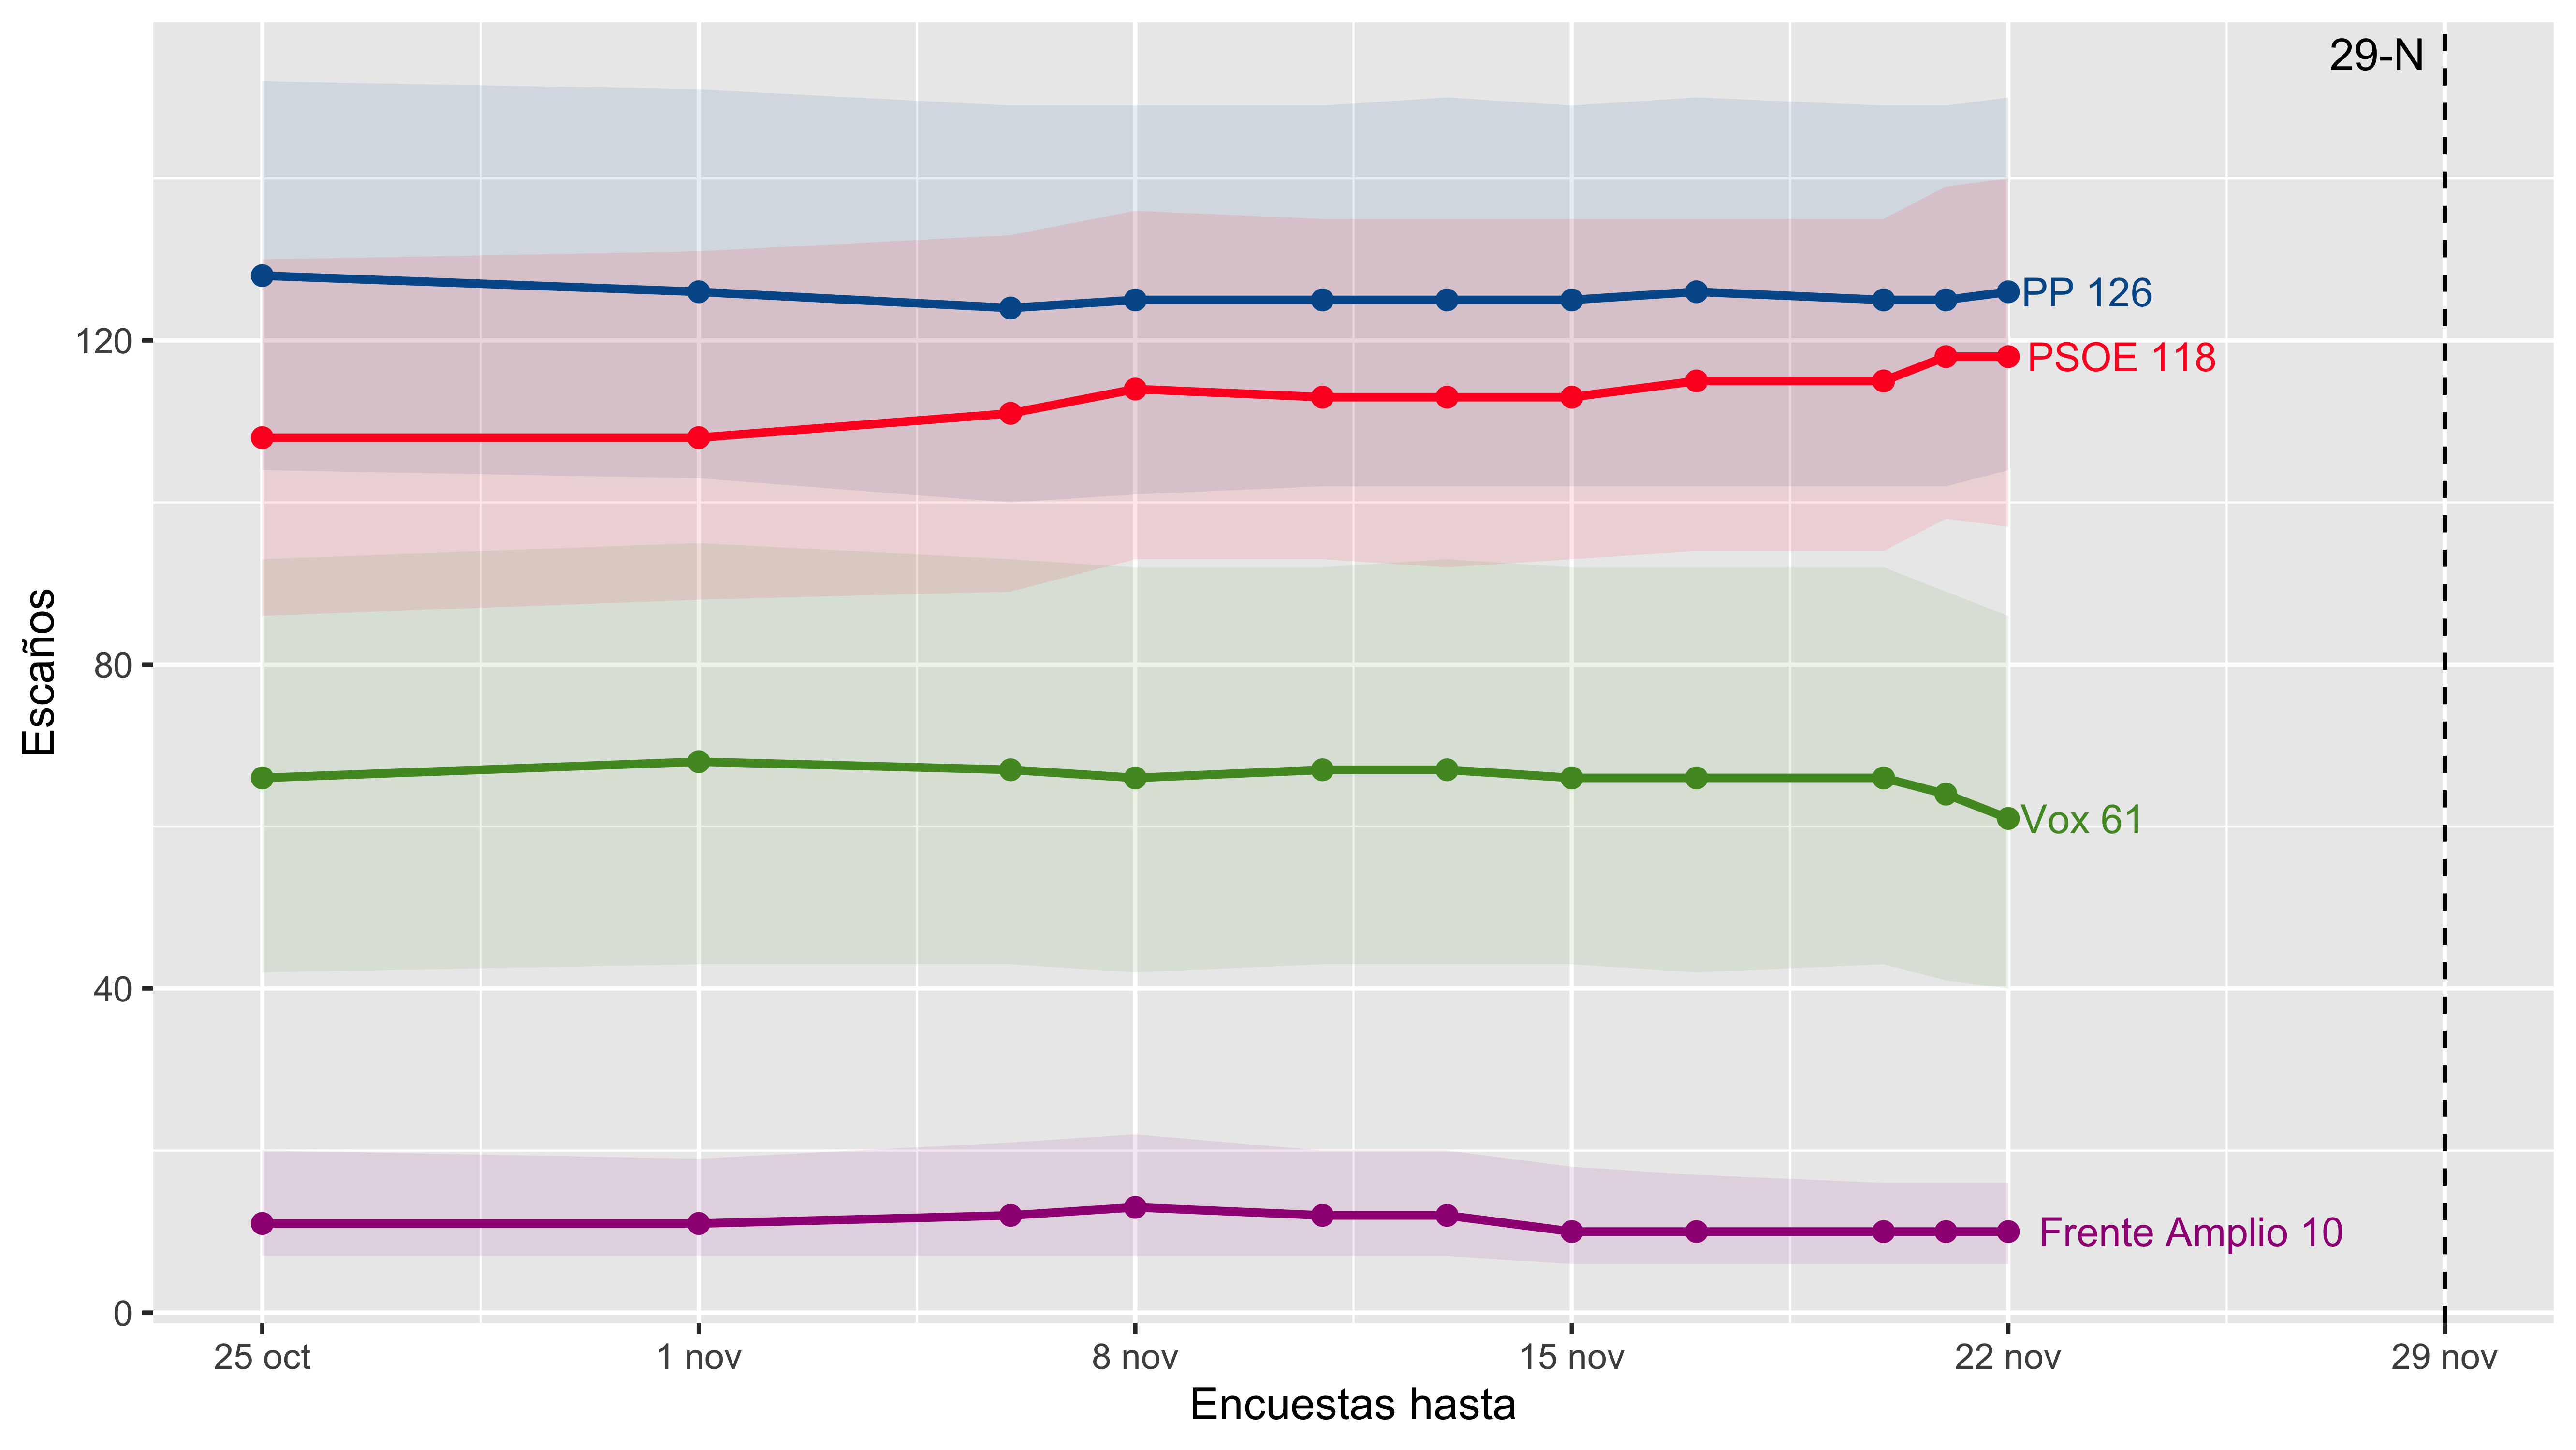 29-N
PP 126
120
PSOE 118
Escaños
80
Vox 61
40
Frente Amplio 10
0
25 oct
1 nov
8 nov
15 nov
22 nov
29 nov
Encuestas hasta